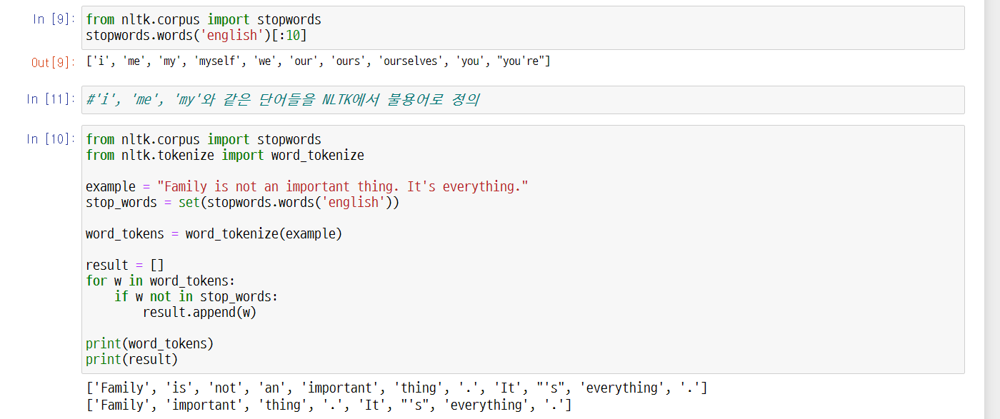 In [9]: from nltk.corpus import stopwords
stopwords.words('english')[:10]
Out[9]: ['i', 'me', 'my', 'myself', 'we', 'our', 'ours', 'ourselves', 'you', "you're"]
In [11]: #'i', 'me', 'my'와 같은 단어들을 NLTK에서 불용어로 정의
In [10]: from nltk.corpus import stopwords
from nltk.tokenize import word_tokenize
example = "Family is not an important thing. It's everything."
stop_words = set(stopwords.words('english'))
word_tokens = word_tokenize(example)
result = []
for w in word_tokens:
    if w not in stop_words:
        result.append(w)
print(word_tokens)
print(result)
['Family', 'is', 'not', 'an', 'important', 'thing', '.', 'It', "'s", 'everything', '.']
['Family', 'important', 'thing', '.', 'It', "'s", 'everything', '.']